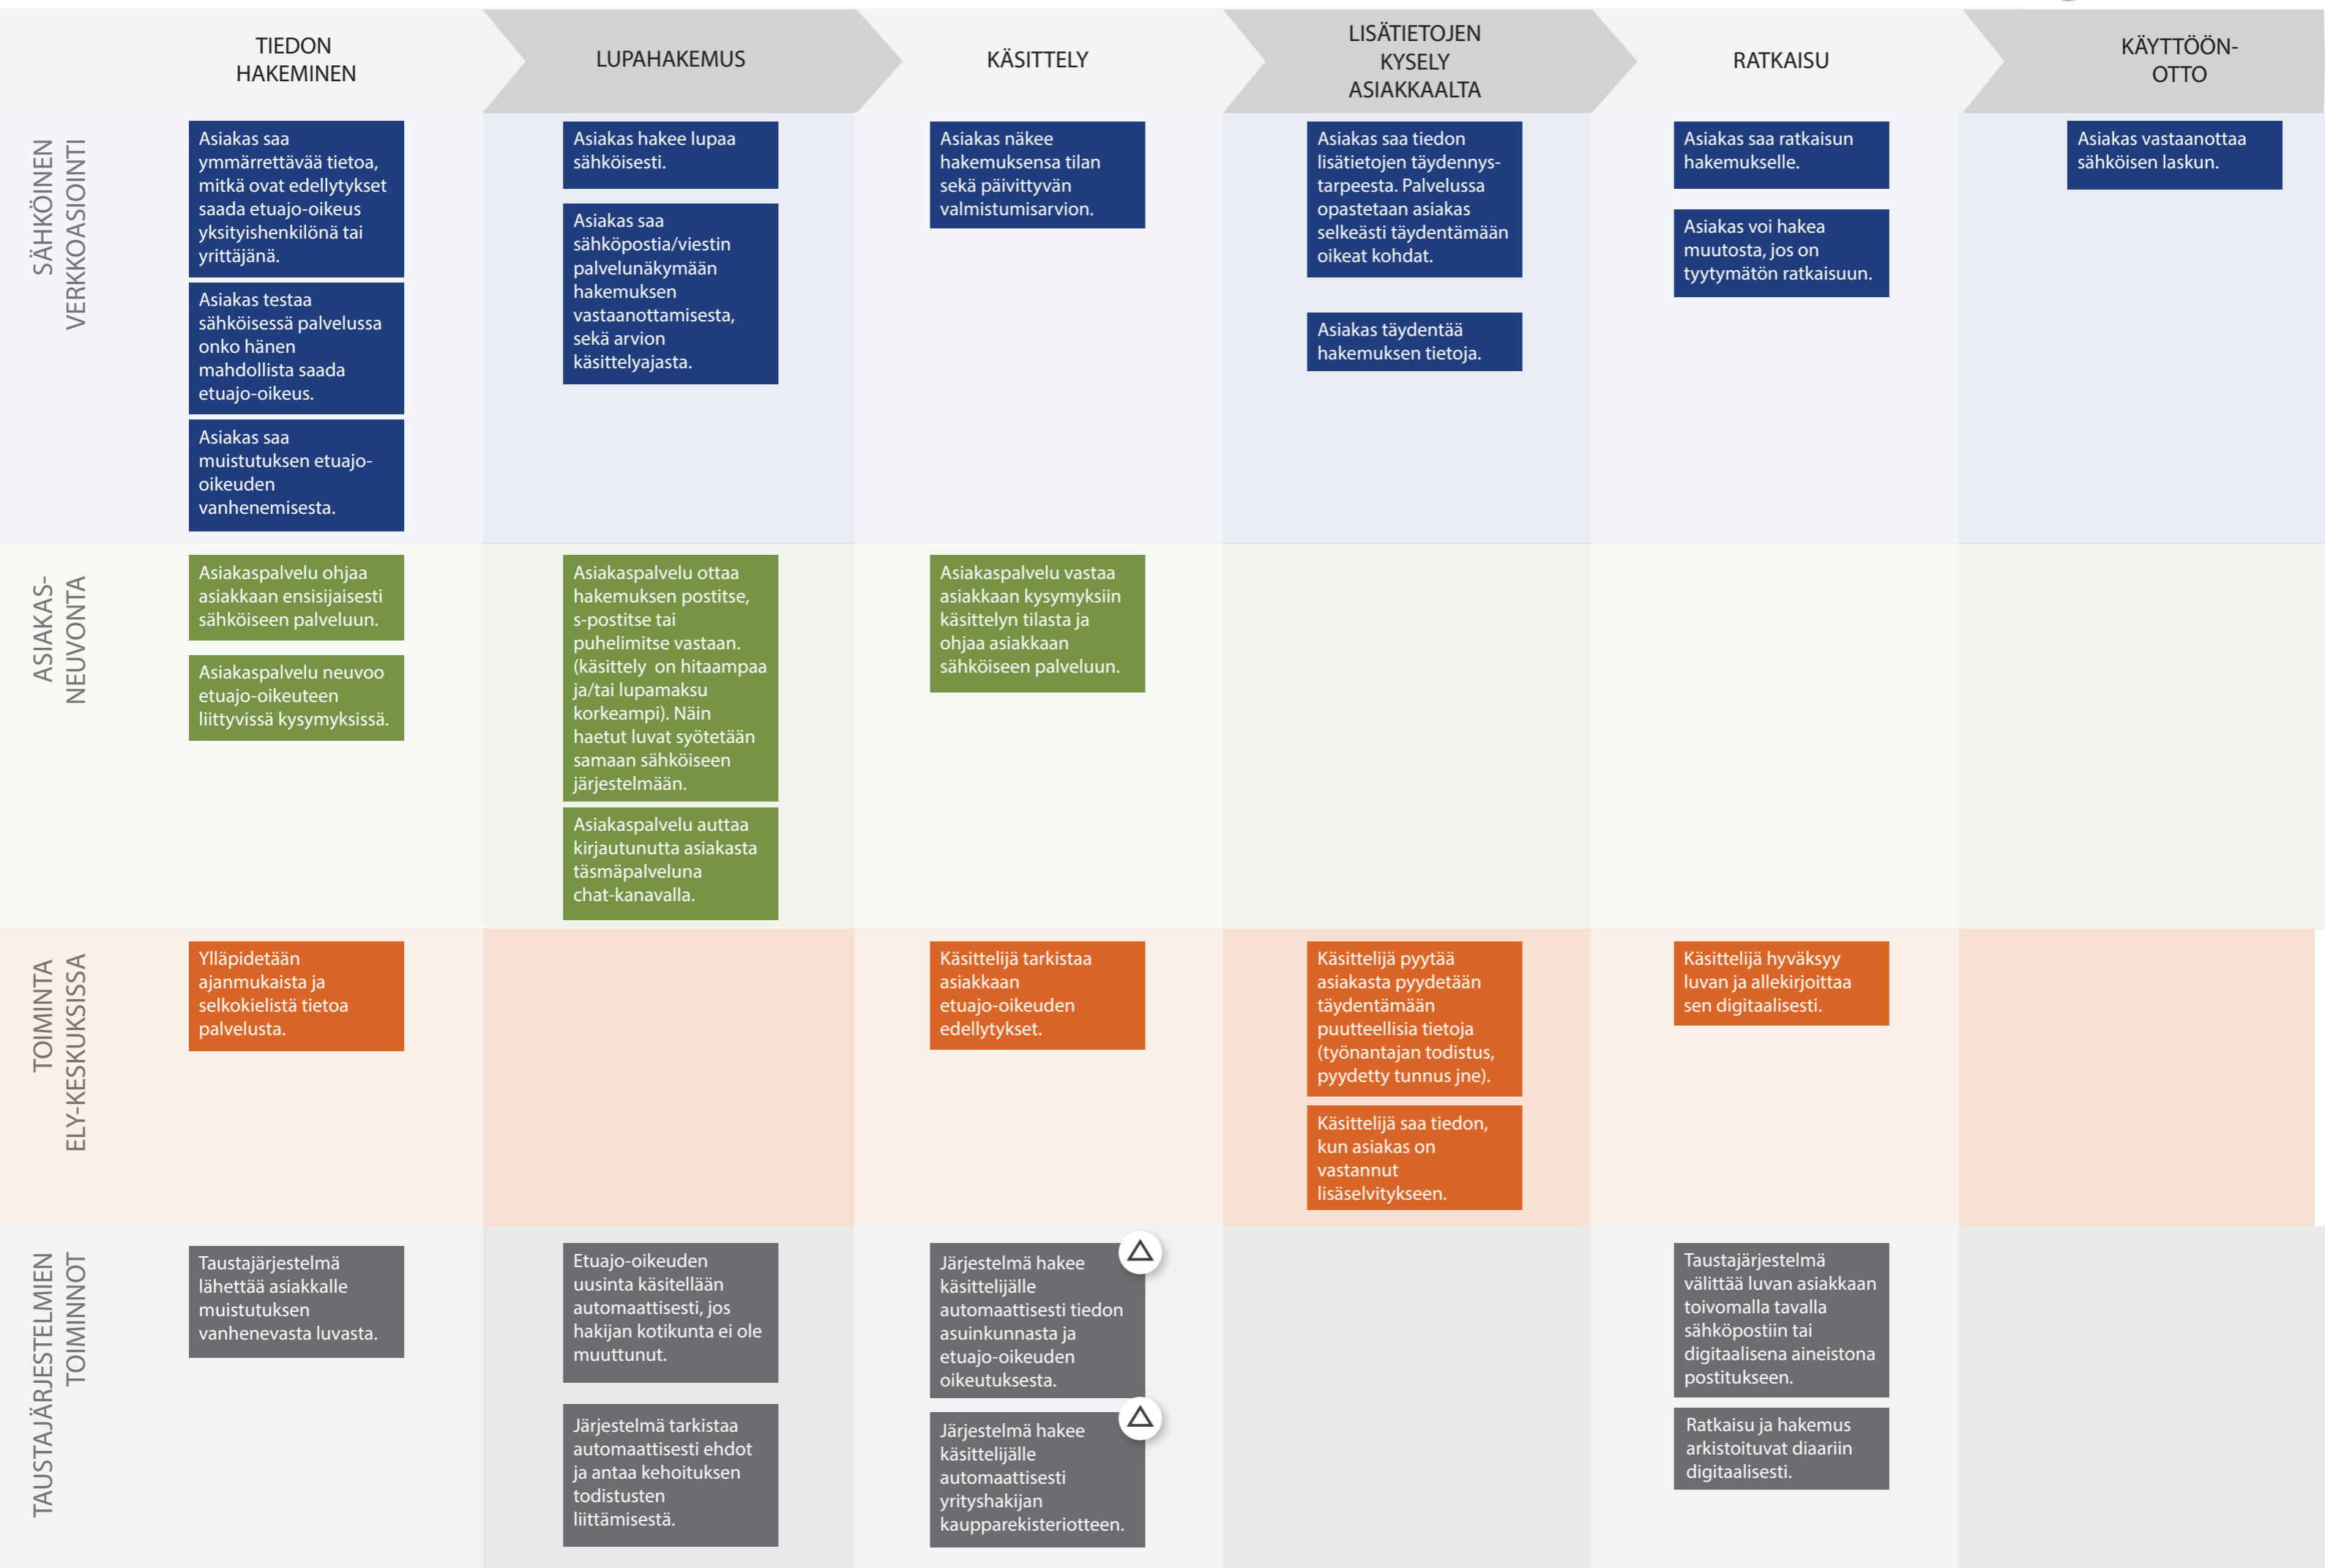 TIEDON
HAKEMINEN
LUPAHAKEMUS
KÄSITTELY
LISÄTIETOJEN
KYSELY
ASIAKKAALTA
RATKAISU
KÄYTTÖÖN-
OTTO
SÄHKÖINEN
VERKKOASIOINTI
Asiakas saa
ymmärrettävää tietoa,
mitkä ovat edellytykset
saada etuajo-oikeus
yksityishenkilönä tai
yrittäjänä.
Asiakas testaa
sähköisessä palvelussa
onko hänen
mahdollista saada
etuajo-oikeus.
Asiakas saa
muistutuksen etuajo-
oikeuden
vanhenemisesta.
Asiakas hakee lupaa
sähköisesti.
Asiakas saa
sähköpostia/viestin
palvelunäkymään
hakemuksen
vastaanottamisesta,
sekä arvion
käsittelyajasta.
Asiakas näkee
hakemuksensa tilan
sekä päivittyvän
valmistumisarvion.
Asiakas saa tiedon
lisätietojen täydennys-
tarpeesta. Palvelussa
opastetaan asiakas
selkeästi täydentämään
oikeat kohdat.
Asiakas täydentää
hakemuksen tietoja.
Asiakas saa ratkaisun
hakemukselle.
Asiakas voi hakea
muutosta, jos on
tyytymätön ratkaisuun.
Asiakas vastaanottaa
sähköisen laskun.
ASIAKAS-
NEUVONTA
Asiakaspalvelu ohjaa
asiakkaan ensisijaisesti
sähköiseen palveluun.
Asiakaspalvelu neuvoo
etuajo-oikeuteen
liittyvissä kysymyksissä.
Asiakaspalvelu ottaa
hakemuksen postitse,
s-postitse tai
puhelimitse vastaan.
(käsittely on hitaampaa
ja/tai lupamaksu
korkeampi). Näin
haetut luvat syötetään
samaan sähköiseen
järjestelmään.
Asiakaspalvelu auttaa
kirjautunutta asiakasta
täsmäpalveluna
chat-kanavalla.
Asiakaspalvelu vastaa
asiakkaan kysymyksiin
käsittelyn tilasta ja
ohjaa asiakkaan
sähköiseen palveluun.
TOIMINTA
ELY-KESKUKSISSA
Ylläpidetään
ajanmukaista ja
selkokielistä tietoa
palvelusta.
Käsittelijä tarkistaa
asiakkaan
etuajo-oikeuden
edellytykset.
Käsittelijä pyytää
asiakasta pyydetään
täydentämään
puutteellisia tietoja
(työnantajan todistus,
pyydetty tunnus jne).
Käsittelijä saa tiedon,
kun asiakas on
vastannut
lisäselvitykseen.
Käsittelijä hyväksyy
luvan ja allekirjoittaa
sen digitaalisesti.
TAUSTAJÄRJESTELMIEN
TOIMINNOT
Taustajärjestelmä
lähettää asiakkalle
muistutuksen
vanhenevasta luvasta.
Etuajo-oikeuden
uusinta käsitellään
automaattisesti, jos
hakijan kotikunta ei ole
muuttunut.
Järjestelmä tarkistaa
automaattisesti ehdot
ja antaa kehoituksen
todistusten
liittämisestä.
Järjestelmä hakee
käsittelijälle
automaattisesti tiedon
asuinkunnasta ja
etuajo-oikeuden
oikeutuksesta.
Järjestelmä hakee
käsittelijälle
automaattisesti
yrityshakijan
kaupparekisteriotteen.
Taustajärjestelmä
välittää luvan asiakkaan
toivomalla tavalla
sähköpostiin tai
digitaalisena aineistona
postitukseen.
Ratkaisu ja hakemus
arkistoituvat diaariin
digitaalisesti.